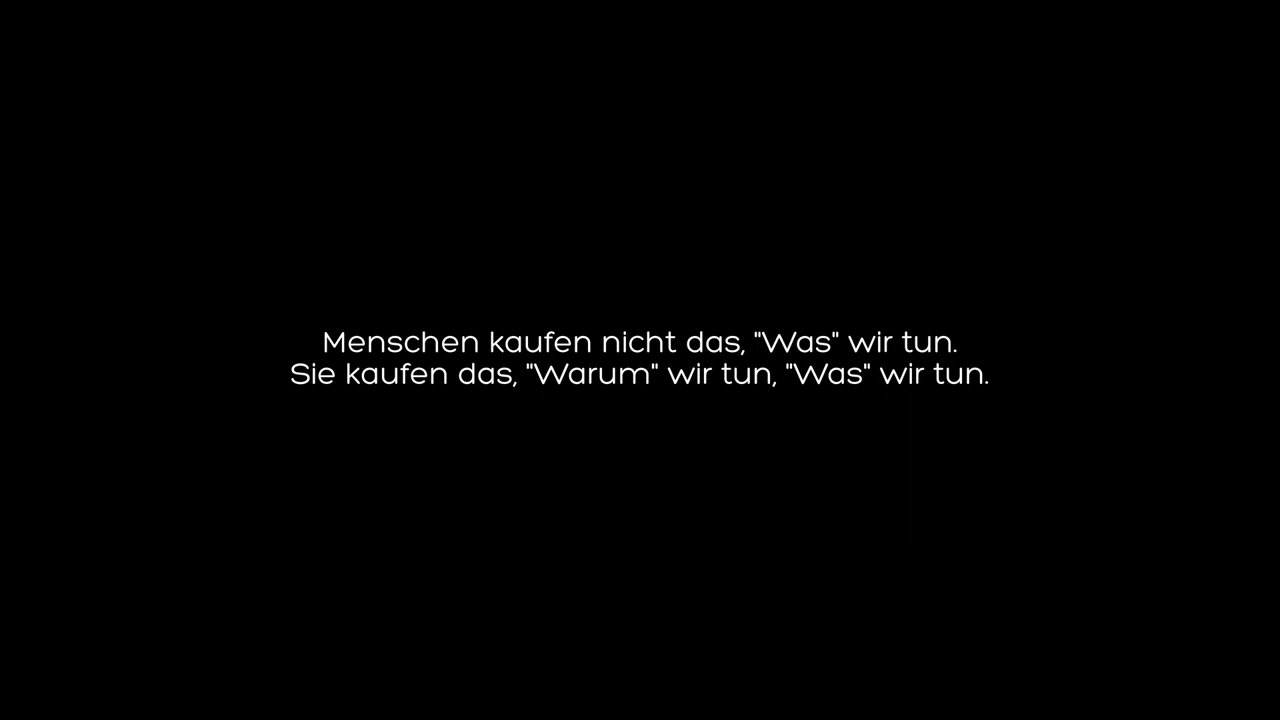 Menschen kaufen nicht das, "Was" wir tun.
Sie kaufen das, "Warum" wir tun, "Was" wir tun.